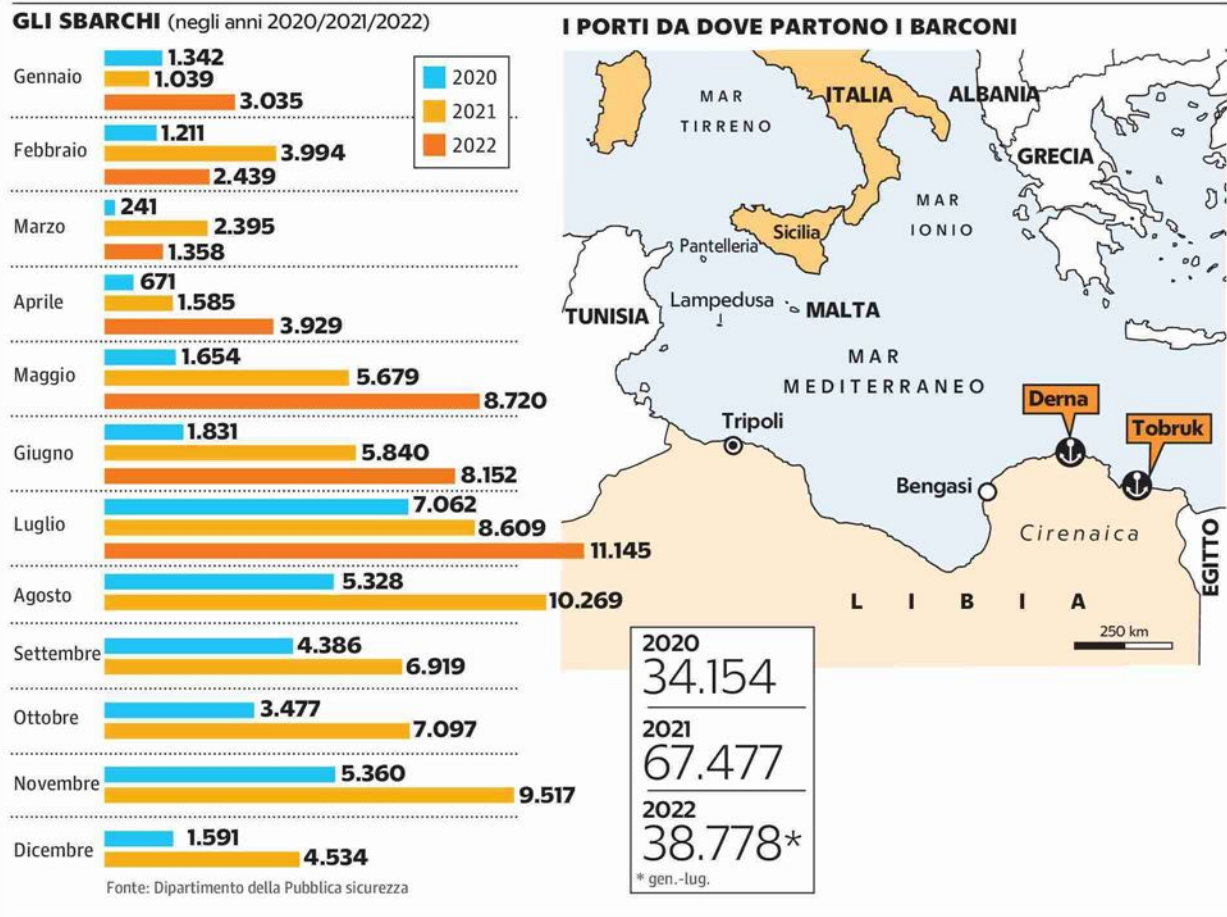 GLI SBARCHI (negli anni 2020/2021/2022)
2020
2021
2022
Gennaio
1.342
1.039
3.035
Febbraio
1.211
3.994
2.439
Marzo
241
2.395
1.358
Aprile
671
1.585
3.929
Maggio
1.654
5.679
8.720
Giugno
1.831
5.840
8.152
Luglio
7.062
8.609
11.145
Agosto
5.328
10.269
Settembre
4.386
6.919
Ottobre
3.477
7.097
Novembre
5.360
9.517
Dicembre
1.591
4.534
Fonte: Dipartimento della Pubblica sicurezza
I PORTI DA DOVE PARTONO I BARCONI
MAR
TIRRENO
ITALIA
ALBANIA
GRECIA
MAR
IONIO
Sicilia
Pantelleria
Lampedusa
MALTA
TUNISIA
MAR
MEDITERRANEO
Derna
Tobruk
Tripoli
Bengasi
Cirenaica
EGITTO
LIBIA
250 km
2020
34.154
2021
67.477
2022
38.778*
* gen.-lug.